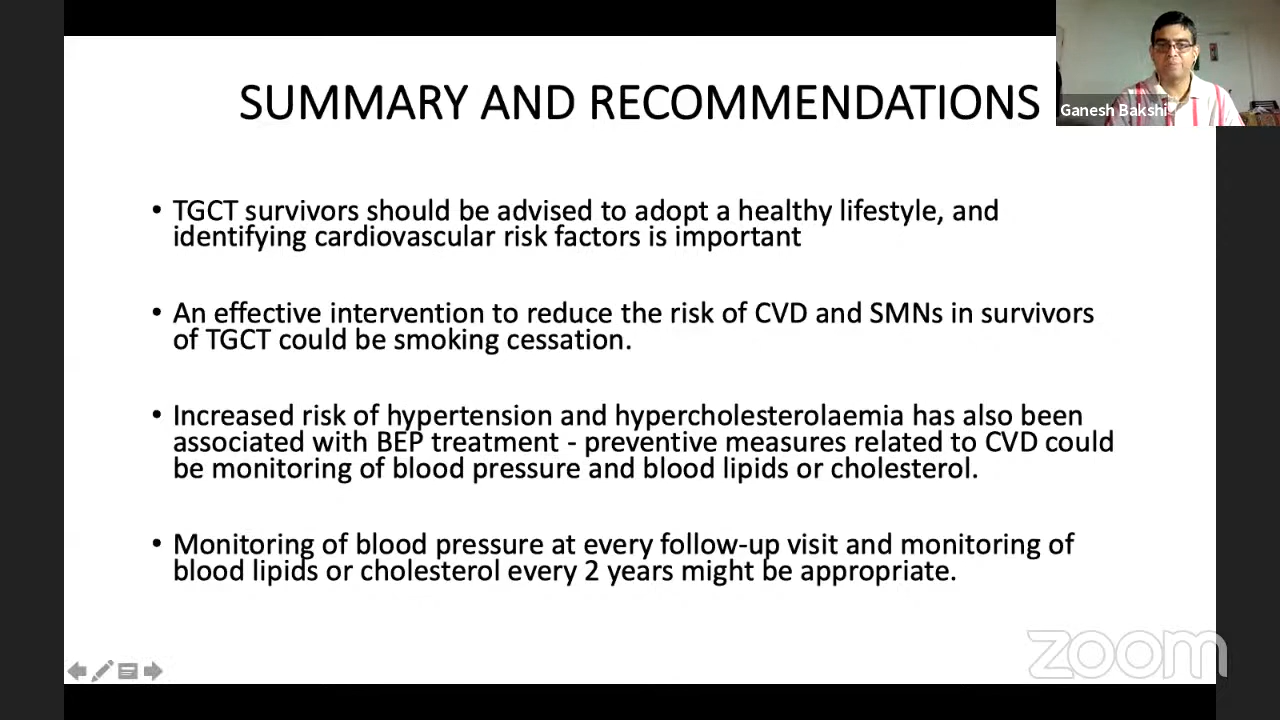 SUMMARY AND RECOMMENDATIONS
Ganesh Bakshi
• TGCT survivors should be advised to adopt a healthy lifestyle, and
identifying cardiovascular risk factors is important
• An effective intervention to reduce the risk of CVD and SMNs in survivors
of TGCT could be smoking cessation.
• Increased risk of hypertension and hypercholesterolaemia has also been
associated with BEP treatment - preventive measures related to CVD could
be monitoring of blood pressure and blood lipids or cholesterol.
• Monitoring of blood pressure at every follow-up visit and monitoring of
blood lipids or cholesterol every 2 years might be appropriate.
zoom